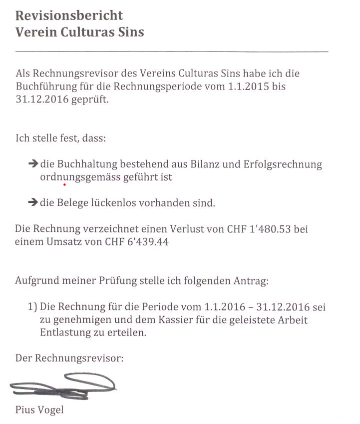 Revisionsbericht
Verein Culturas Sins
Als Rechnungsrevisor des Vereins Culturas Sins habe ich die
Buchführung für die Rechnungsperiode vom 1.1.2015 bis
31.12.2016 geprüft.
Ich stelle fest, dass:
➔ die Buchhaltung bestehend aus Bilanz und Erfolgsrechnung
ordnungsgemäss geführt ist
➔ die Belege lückenlos vorhanden sind.
Die Rechnung verzeichnet einen Verlust von CHF 1'480.53 bei
einem Umsatz von CHF 6'439.44
Aufgrund meiner Prüfung stelle ich folgenden Antrag:
1) Die Rechnung für die Periode vom 1.1.2016 – 31.12.2016 sei
zu genehmigen und dem Kassier für die geleistete Arbeit
Entlastung zu erteilen.
Der Rechnungsrevisor:
Pius Vogel